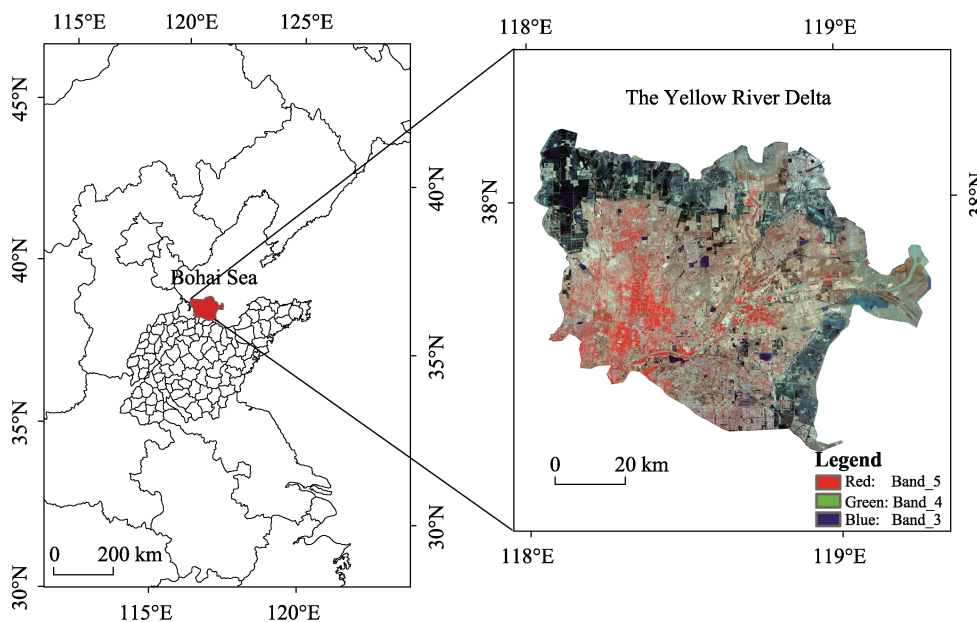 115°E 120°E 125°E
45°N
40°N
35°N
30°N
40°N
35°N
30°N
Bohai Sea
0 200 km
115°E 120°E
118°E 119°E
The Yellow River Delta
38°N
38°N
0 20 km
Legend
Red: Band_5
Green: Band_4
Blue: Band_3
118°E 119°E